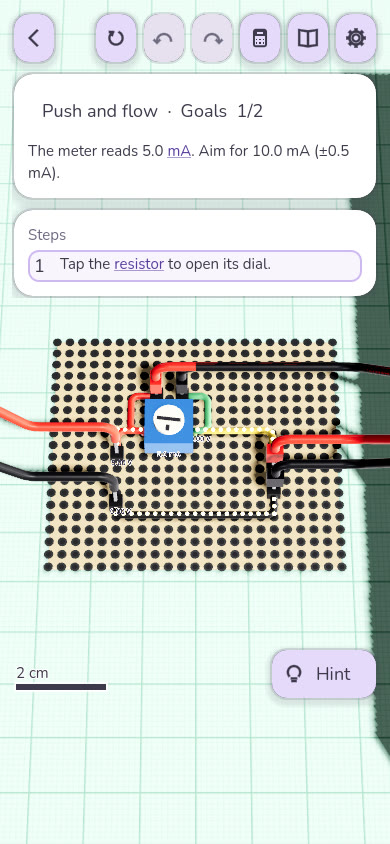 Push and flow · Goals 1/2
The meter reads 5.0 mA. Aim for 10.0 mA (±0.5
mA).
Steps
1 Tap the resistor to open its dial.
2 cm
Hint